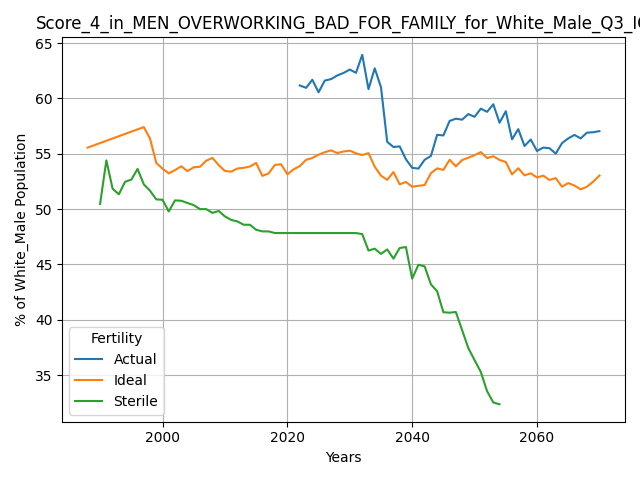 Score_4_in_MEN_OVERWORKING_BAD_FOR_FAMILY_for_White_Male_Q3_
65
60
55
50
45
40
35
% of White_Male Population
Fertility
Actual
Ideal
Sterile
2000
2020
2040
2060
Years